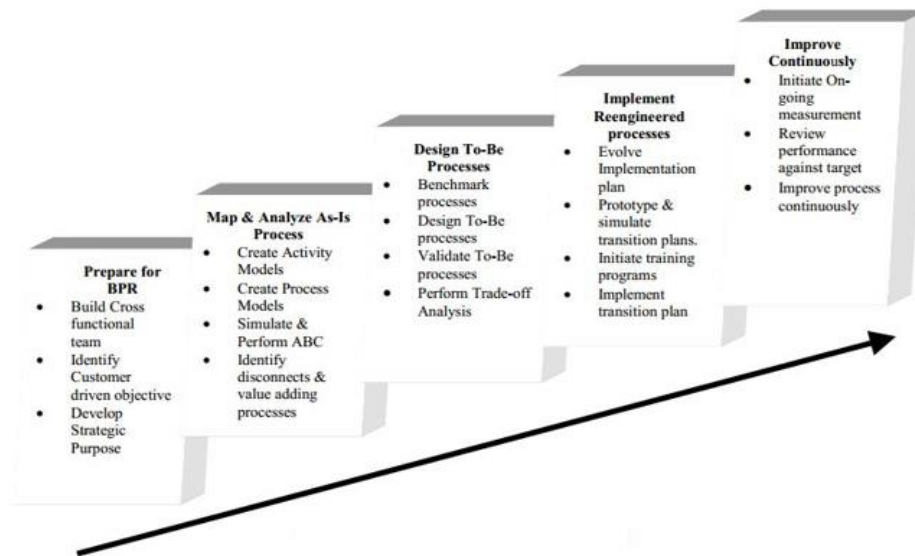 Prepare for
BPR
• Build Cross
functional
team
• Identify
Customer
driven objective
• Develop
Strategic
Purpose
Map & Analyze As-Is
Process
• Create Activity
Models
• Create Process
Models
• Simulate &
Perform ABC
• Identify
disconnects &
value adding
processes
Design To-Be
Processes
• Benchmark
processes
• Design To-Be
processes
• Validate To-Be
processes
• Perform Trade-off
Analysis
Implement
Reengineered
processes
• Evolve
Implementation
plan
• Prototype &
simulate
transition plans.
• Initiate training
programs
• Implement
transition plan
Improve
Continuously
• Initiate On-
going
measurement
• Review
performance
against target
• Improve process
continuously